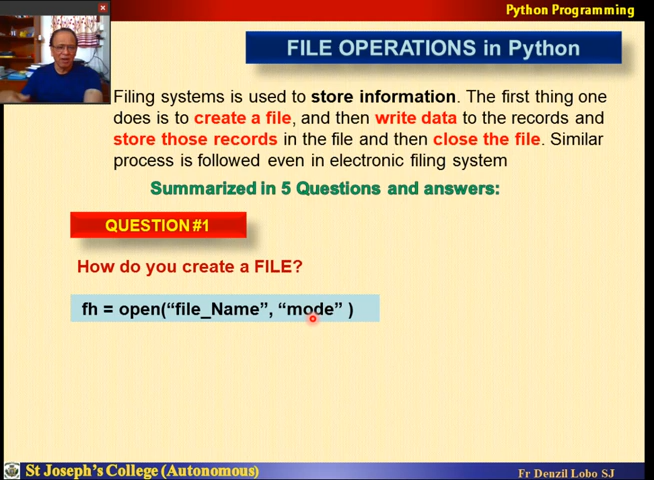 Python Programming
FILE OPERATIONS in Python
Filing systems is used to store information. The first thing one
does is to create a file, and then write data to the records and
store those records in the file and then close the file. Similar
process is followed even in electronic filing system
Summarized in 5 Questions and answers:
QUESTION #1
How do you create a FILE?
fh = open(“file_Name”, “mode” )
St Joseph's College (Autonomous)
Fr Denzil Lobo SJ